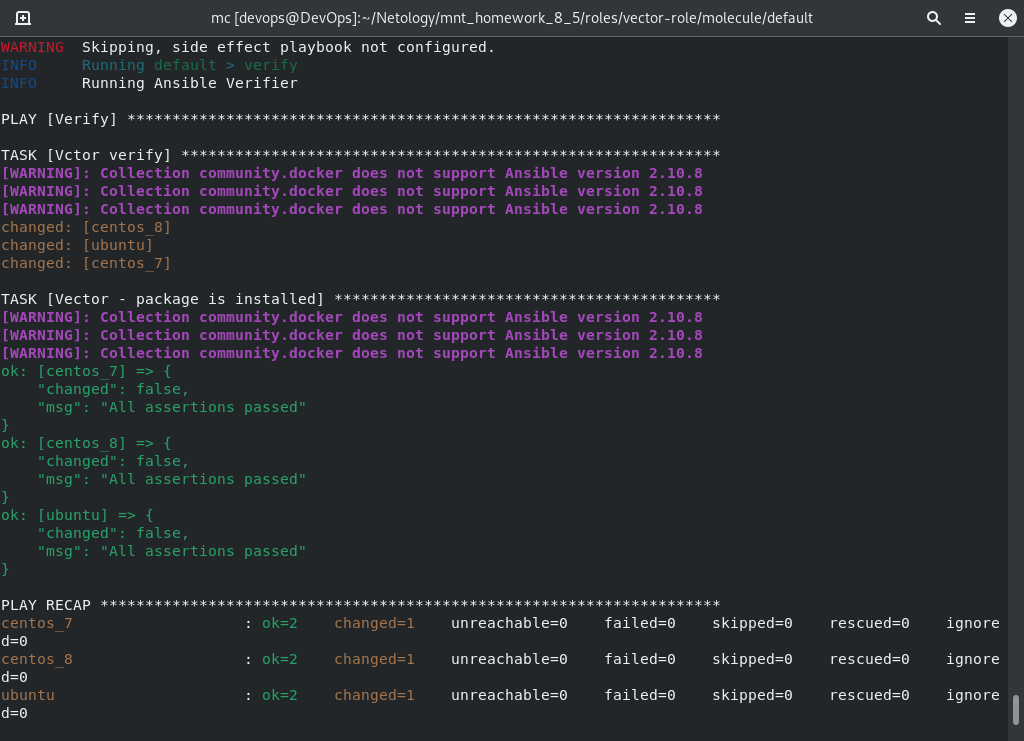 mc [devops@DevOps]:~/Netology/mnt_homework_8_5/roles/vector-role/molecule/default
WARNING  Skipping, side effect playbook not configured.
INFO     Running default > verify
INFO     Running Ansible Verifier
PLAY [Verify] ******************************************************************
TASK [Vctor verify] ************************************************************
[WARNING]: Collection community.docker does not support Ansible version 2.10.8
[WARNING]: Collection community.docker does not support Ansible version 2.10.8
[WARNING]: Collection community.docker does not support Ansible version 2.10.8
changed: [centos_8]
changed: [ubuntu]
changed: [centos_7]
TASK [Vector - package is installed] *******************************************
[WARNING]: Collection community.docker does not support Ansible version 2.10.8
[WARNING]: Collection community.docker does not support Ansible version 2.10.8
[WARNING]: Collection community.docker does not support Ansible version 2.10.8
ok: [centos_7] => {
    "changed": false,
    "msg": "All assertions passed"
}
ok: [centos_8] => {
    "changed": false,
    "msg": "All assertions passed"
}
ok: [ubuntu] => {
    "changed": false,
    "msg": "All assertions passed"
}
PLAY RECAP *********************************************************************
centos_7                   : ok=2    changed=1    unreachable=0    failed=0    skipped=0    rescued=0    ignore
d=0
centos_8                   : ok=2    changed=1    unreachable=0    failed=0    skipped=0    rescued=0    ignore
d=0
ubuntu                     : ok=2    changed=1    unreachable=0    failed=0    skipped=0    rescued=0    ignore
d=0